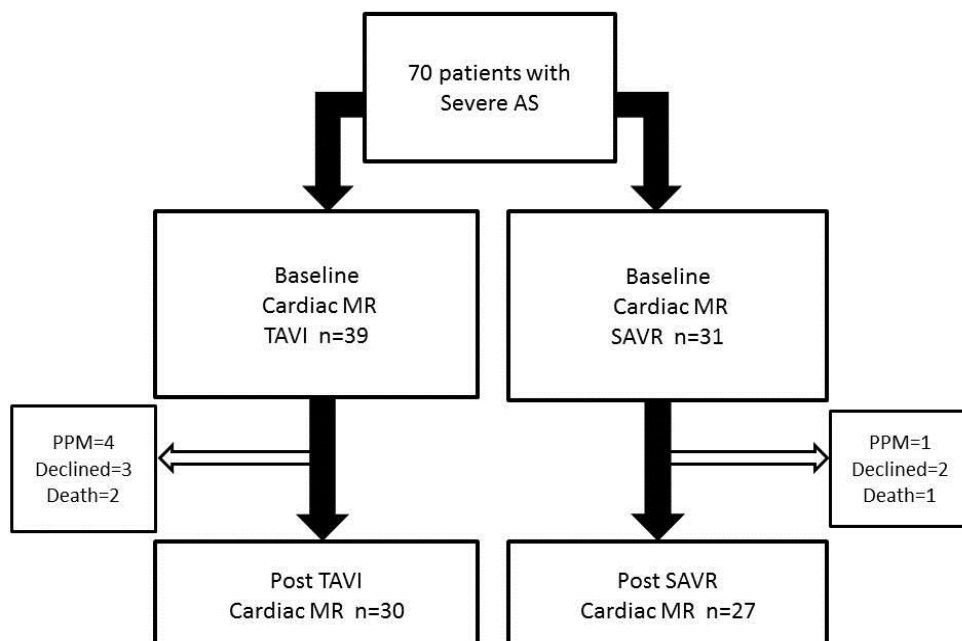 70 patients with
Severe AS
Baseline
Cardiac MR
TAVI n=39
Baseline
Cardiac MR
SAVR n=31
PPM=4
Declined=3
Death=2
PPM=1
Declined=2
Death=1
Post TAVI
Cardiac MR n=30
Post SAVR
Cardiac MR n=27